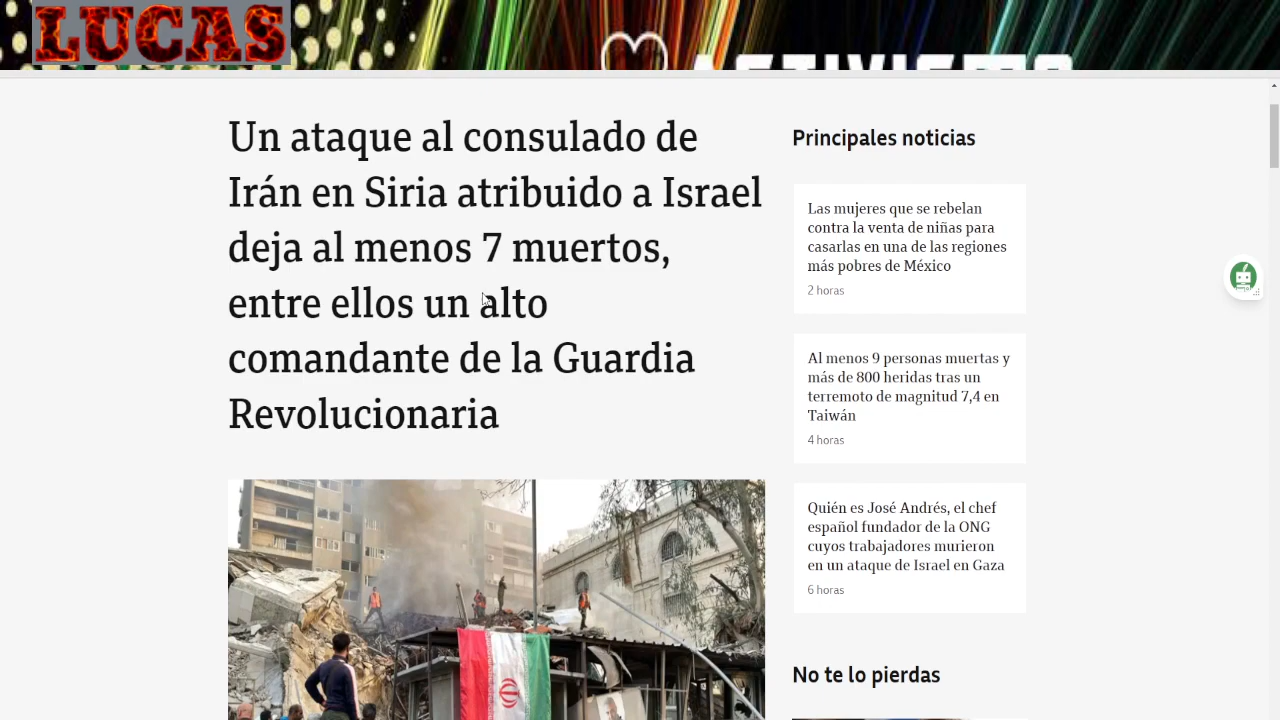 LUCAS
Un ataque al consulado de
Irán en Siria atribuido a Israel
deja al menos 7 muertos,
entre ellos un alto
comandante de la Guardia
Revolucionaria
Principales noticias
Las mujeres que se rebelan
contra la venta de niñas para
casarlas en una de las regiones
más pobres de México
2 horas
Al menos 9 personas muertas y
más de 800 heridas tras un
terremoto de magnitud 7,4 en
Taiwán
4 horas
Quién es José Andrés, el chef
español fundador de la ONG
cuyos trabajadores murieron
en un ataque de Israel en Gaza
6 horas
No te lo pierdas